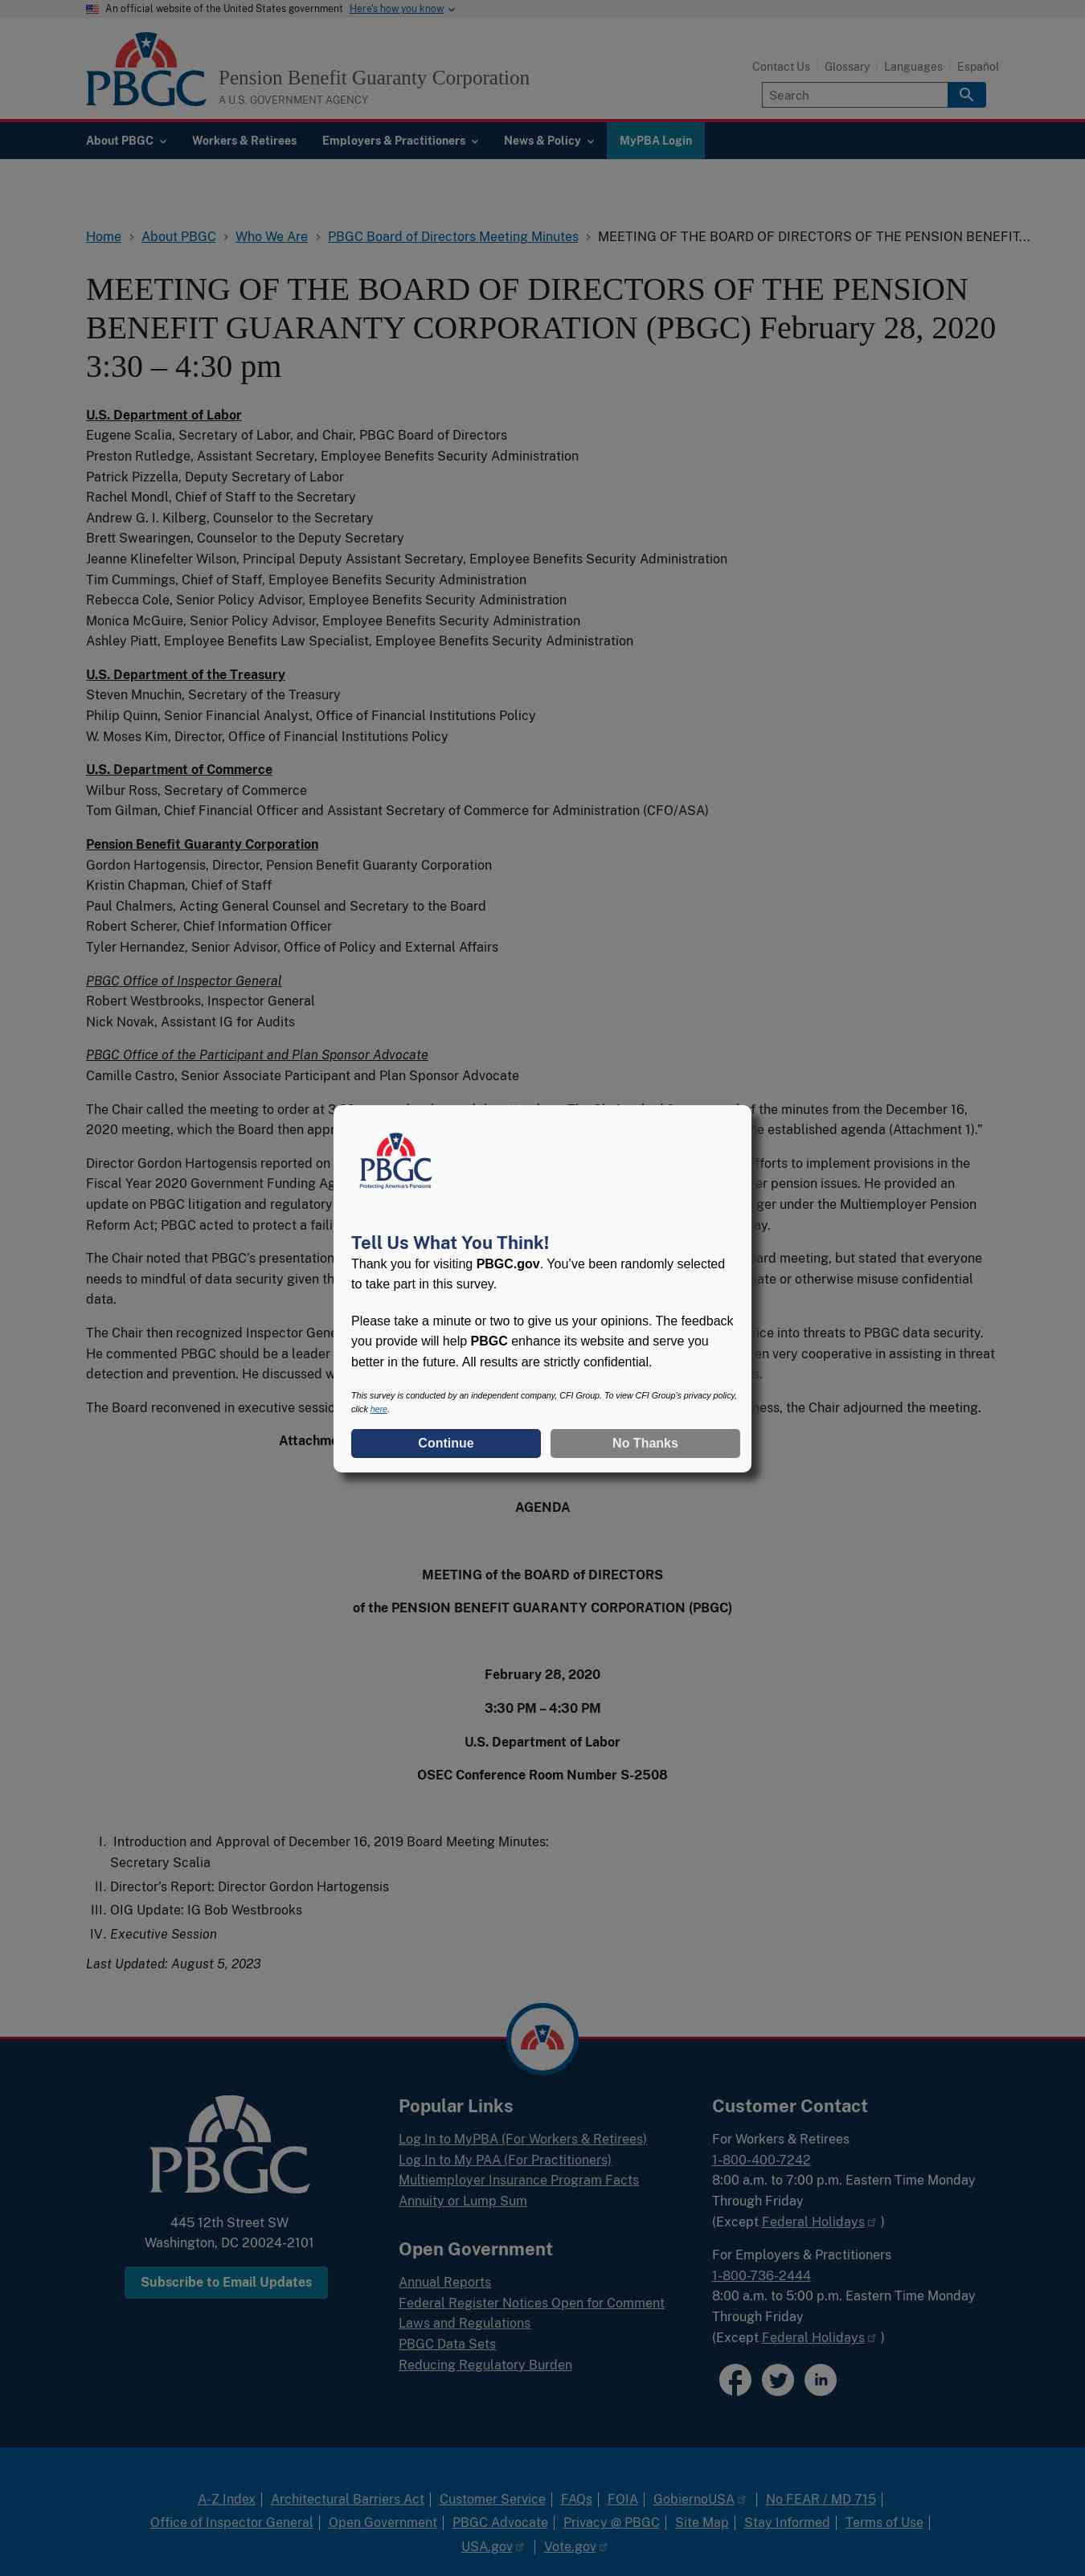 An official website of the United States government Here's how you know
PBGC Pension Benefit Guaranty Corporation
A U.S. GOVERNMENT AGENCY
Contact Us Glossary Languages Español
Search
About PBGC Workers & Retirees Employers & Practitioners News & Policy MyPBA Login
Home About PBGC Who We Are PBGC Board of Directors Meeting Minutes MEETING OF THE BOARD OF DIRECTORS OF THE PENSION BENEFIT...
MEETING OF THE BOARD OF DIRECTORS OF THE PENSION
BENEFIT GUARANTY CORPORATION (PBGC) February 28, 2020
3:30 – 4:30 pm
U.S. Department of Labor
Eugene Scalia, Secretary of Labor, and Chair, PBGC Board of Directors
Preston Rutledge, Assistant Secretary, Employee Benefits Security Administration
Patrick Pizzella, Deputy Secretary of Labor
Rachel Mondl, Chief of Staff to the Secretary
Andrew G. I. Kilberg, Counselor to the Secretary
Brett Swearingen, Counselor to the Deputy Secretary
Jeanne Klinefelter Wilson, Principal Deputy Assistant Secretary, Employee Benefits Security Administration
Tim Cummings, Chief of Staff, Employee Benefits Security Administration
Rebecca Cole, Senior Policy Advisor, Employee Benefits Security Administration
Monica McGuire, Senior Policy Advisor, Employee Benefits Security Administration
Ashley Piatt, Employee Benefits Law Specialist, Employee Benefits Security Administration
U.S. Department of the Treasury
Steven Mnuchin, Secretary of the Treasury
Philip Quinn, Senior Financial Analyst, Office of Financial Institutions Policy
W. Moses Kim, Director, Office of Financial Institutions Policy
U.S. Department of Commerce
Wilbur Ross, Secretary of Commerce
Tom Gilman, Chief Financial Officer and Assistant Secretary of Commerce for Administration (CFO/ASA)
Pension Benefit Guaranty Corporation
Gordon Hartogensis, Director, Pension Benefit Guaranty Corporation
Kristin Chapman, Chief of Staff
Paul Chalmers, Acting General Counsel and Secretary to the Board
Robert Scherer, Chief Information Officer
Tyler Hernandez, Senior Advisor, Office of Policy and External Affairs
PBGC Office of Inspector General
Robert Westbrooks, Inspector General
Nick Novak, Assistant IG for Audits
PBGC Office of the Participant and Plan Sponsor Advocate
Camille Castro, Senior Associate Participant and Plan Sponsor Advocate
The Chair called the meeting to order at of the minutes from the December 16,
2020 meeting, which the Board then established agenda (Attachment 1).”
Director Gordon Hartogensis reported on to implement provisions in the
Fiscal Year 2020 Government Funding pension issues. He provided an
update on PBGC litigation and regulatory under the Multiemployer Pension
Reform Act; PBGC acted to protect a
The Chair noted that PBGC’s presentation meeting, but stated that everyone
needs to mindful of data security given or otherwise misuse confidential
data.
The Chair then recognized Inspector into threats to PBGC data security.
He commented PBGC should be a leader very cooperative in assisting in threat
detection and prevention. He discussed
The Board reconvened in executive the Chair adjourned the meeting.
PBGC
Protecting America's Pensions
Tell Us What You Think!
Thank you for visiting PBGC.gov. You’ve been randomly selected
to take part in this survey.
Please take a minute or two to give us your opinions. The feedback
you provide will help PBGC enhance its website and serve you
better in the future. All results are strictly confidential.
This survey is conducted by an independent company, CFI Group. To view CFI Group's privacy policy,
click here.
Continue No Thanks
AGENDA
MEETING of the BOARD of DIRECTORS
of the PENSION BENEFIT GUARANTY CORPORATION (PBGC)
February 28, 2020
3:30 PM – 4:30 PM
U.S. Department of Labor
OSEC Conference Room Number S-2508
I. Introduction and Approval of December 16, 2019 Board Meeting Minutes:
Secretary Scalia
II. Director’s Report: Director Gordon Hartogensis
III. OIG Update: IG Bob Westbrooks
IV. Executive Session
Last Updated: August 5, 2023
PBGC
445 12th Street SW
Washington, DC 20024-2101
Subscribe to Email Updates
Popular Links
Log In to MyPBA (For Workers & Retirees)
Log In to My PAA (For Practitioners)
Multiemployer Insurance Program Facts
Annuity or Lump Sum
Open Government
Annual Reports
Federal Register Notices Open for Comment
Laws and Regulations
PBGC Data Sets
Reducing Regulatory Burden
Customer Contact
For Workers & Retirees
1-800-400-7242
8:00 a.m. to 7:00 p.m. Eastern Time Monday
Through Friday
(Except Federal Holidays )
For Employers & Practitioners
1-800-736-2444
8:00 a.m. to 5:00 p.m. Eastern Time Monday
Through Friday
(Except Federal Holidays )
A-Z Index Architectural Barriers Act Customer Service FAQs FOIA GobiernoUSA No FEAR / MD 715
Office of Inspector General Open Government PBGC Advocate Privacy @ PBGC Site Map Stay Informed Terms of Use
USA.gov Vote.gov